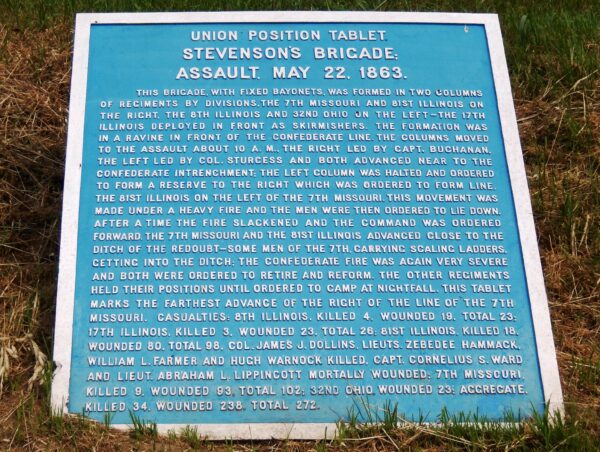 UNION POSITION TABLET
STEVENSON'S BRIGADE;
ASSAULT, MAY 22, 1863.
THIS BRIGADE, WITH FIXED BAYONETS, WAS FORMED IN TWO COLUMNS
OF REGIMENTS BY DIVISIONS, THE 7TH MISSOURI AND 81ST ILLINOIS ON
THE RIGHT, THE 8TH ILLINOIS AND 32ND OHIO ON THE LEFT—THE 17TH
ILLINOIS DEPLOYED IN FRONT AS SKIRMISHERS. THE FORMATION WAS
IN A RAVINE IN FRONT OF THE CONFEDERATE LINE. THE COLUMNS MOVED
TO THE ASSAULT ABOUT 10 A. M., THE RIGHT LED BY CAPT. BUCHANAN,
THE LEFT LED BY COL. STURGESS AND BOTH ADVANCED NEAR TO THE
CONFEDERATE INTRENCHMENT; THE LEFT COLUMN WAS HALTED AND ORDERED
TO FORM A RESERVE TO THE RIGHT WHICH WAS ORDERED TO FORM LINE,
THE 81ST ILLINOIS ON THE LEFT OF THE 7TH MISSOURI. THIS MOVEMENT WAS
MADE UNDER A HEAVY FIRE AND THE MEN WERE THEN ORDERED TO LIE DOWN.
AFTER A TIME THE FIRE SLACKENED AND THE COMMAND WAS ORDERED
FORWARD. THE 7TH MISSOURI AND THE 81ST ILLINOIS ADVANCED CLOSE TO THE
DITCH OF THE REDOUBT—SOME MEN OF THE 7TH, CARRYING SCALING LADDERS,
GETTING INTO THE DITCH; THE CONFEDERATE FIRE WAS AGAIN VERY SEVERE
AND BOTH WERE ORDERED TO RETIRE AND REFORM. THE OTHER REGIMENTS
HELD THEIR POSITIONS UNTIL ORDERED TO CAMP AT NIGHTFALL. THIS TABLET
MARKS THE FARTHEST ADVANCE OF THE RIGHT OF THE LINE OF THE 7TH
MISSOURI. CASUALTIES: 8TH ILLINOIS, KILLED 4, WOUNDED 19, TOTAL 23;
17TH ILLINOIS, KILLED 3, WOUNDED 23, TOTAL 26; 81ST ILLINOIS, KILLED 18,
WOUNDED 80, TOTAL 98, COL. JAMES J. DOLLINS, LIEUTS. ZEBEDEE HAMMACK,
WILLIAM L. FARMER AND HUGH WARNOCK KILLED, CAPT. CORNELIUS S. WARD
AND LIEUT. ABRAHAM L. LIPPINCOTT MORTALLY WOUNDED; 7TH MISSOURI,
KILLED 9, WOUNDED 93, TOTAL 102; 32ND OHIO WOUNDED 23; AGGREGATE,
KILLED 34, WOUNDED 238, TOTAL 272.